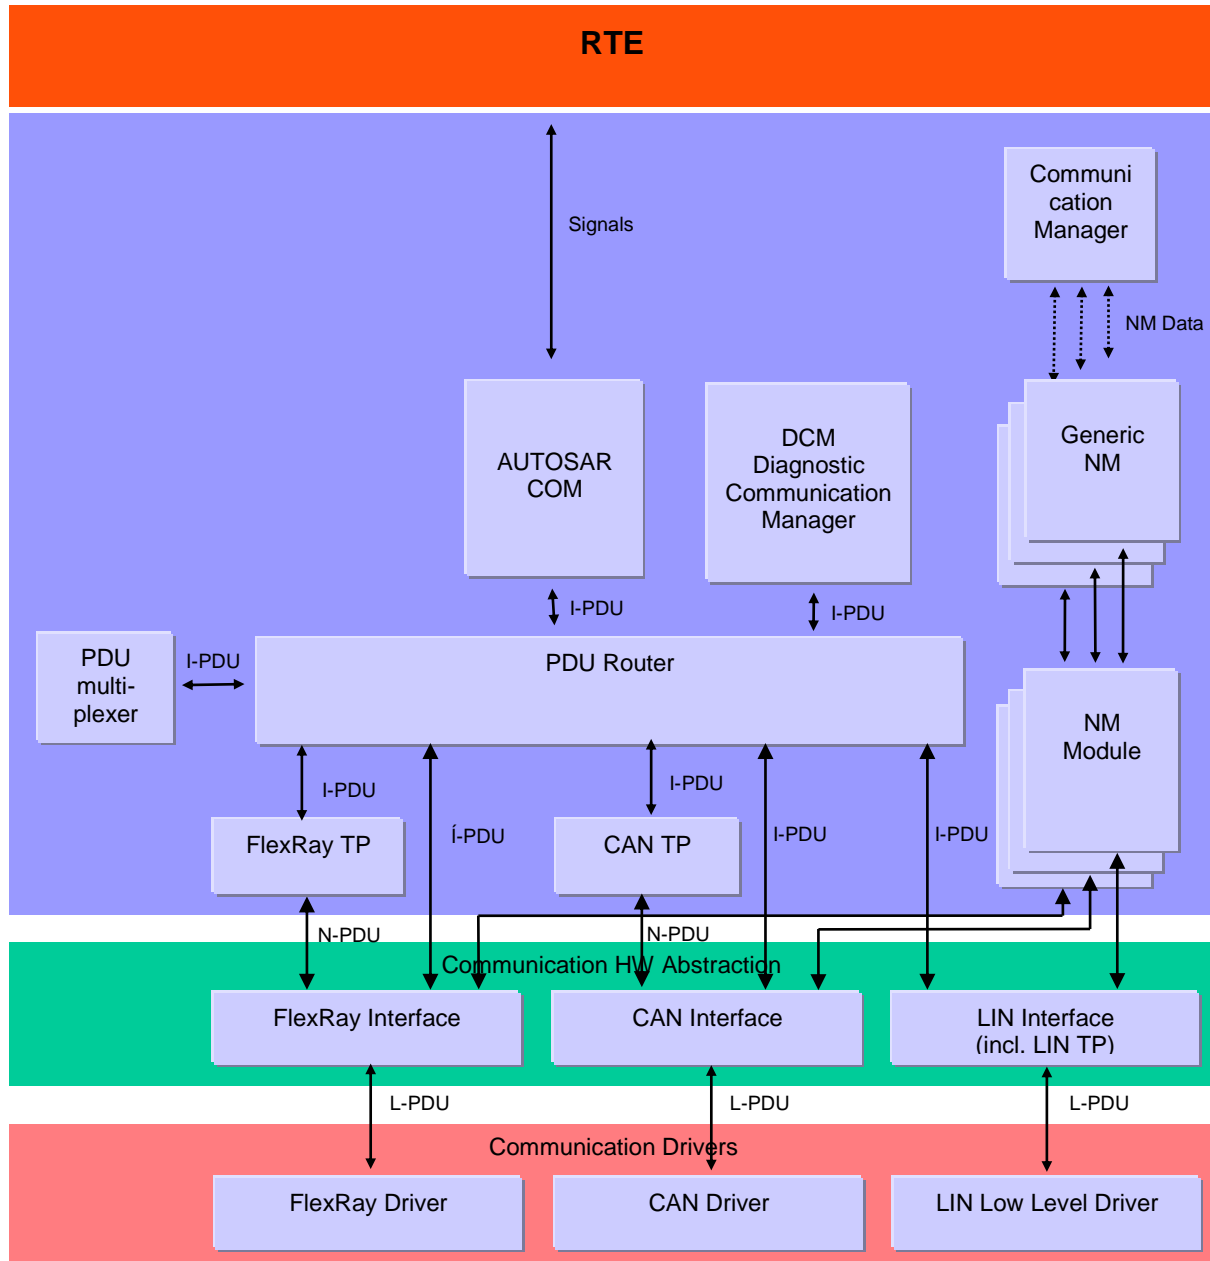 RTE
Signals
Communi
cation
Manager
NM Data
AUTOSAR
COM
DCM
Diagnostic
Communication
Manager
Generic
NM
I-PDU
I-PDU
PDU
multi-
plexer
I-PDU
PDU Router
NM
Module
I-PDU
Í-PDU
I-PDU
I-PDU
I-PDU
FlexRay TP
CAN TP
N-PDU
N-PDU
Communication HW Abstraction
FlexRay Interface
CAN Interface
LIN Interface
(incl. LIN TP)
L-PDU
L-PDU
L-PDU
Communication Drivers
FlexRay Driver
CAN Driver
LIN Low Level Driver